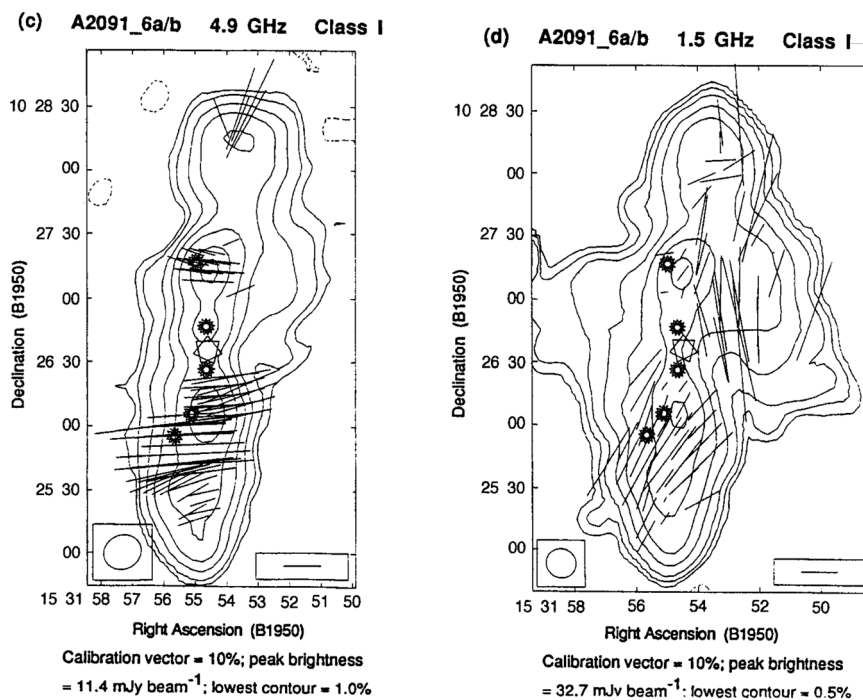 (c) A2091_6a/b 4.9 GHz Class I
10 28 30
00
27 30
00
26 30
00
25 30
00
Declination (B1950)
15 31 58 57 56 55 54 53 52 51 50
Right Ascension (B1950)
Calibration vector = 10%; peak brightness
= 11.4 mJy beam⁻¹; lowest contour = 1.0%
(d) A2091_6a/b 1.5 GHz Class I
10 28 30
00
27 30
00
26 30
00
25 30
00
Declination (B1950)
15 31 58 56 54 52 50
Right Ascension (B1950)
Calibration vector = 10%; peak brightness
= 32.7 mJy beam⁻¹; lowest contour = 0.5%